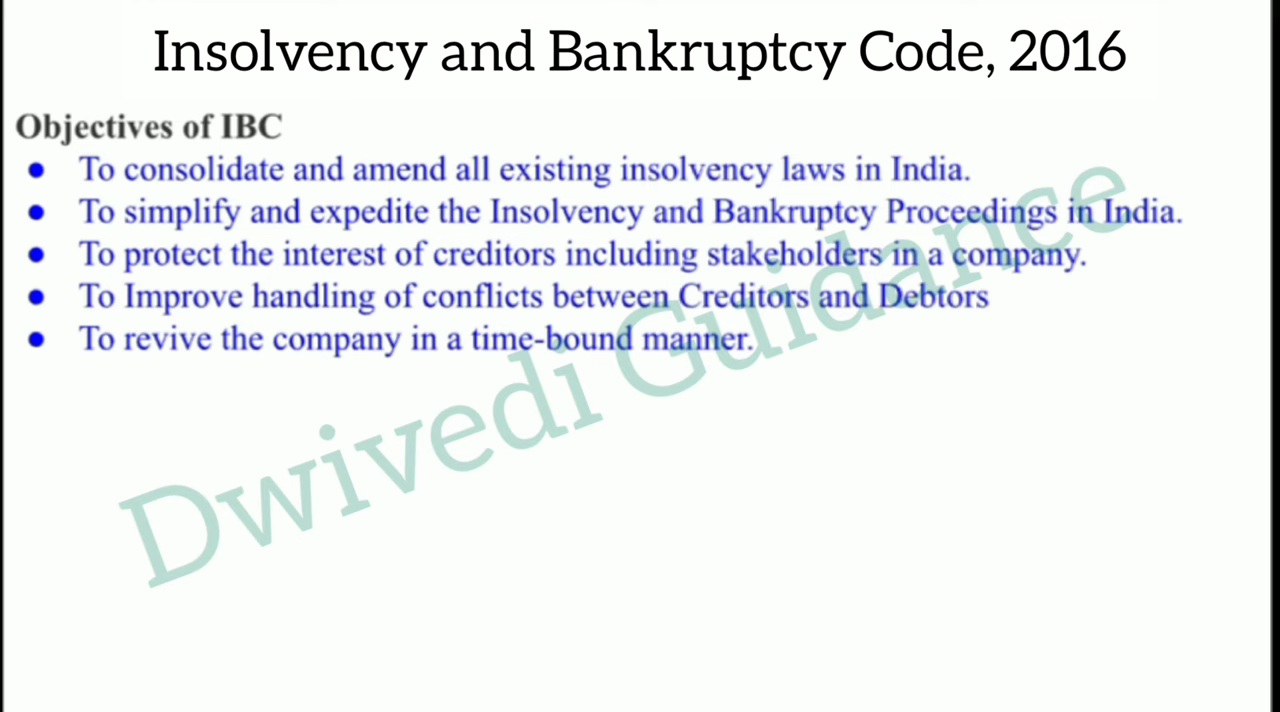 Insolvency and Bankruptcy Code, 2016
Objectives of IBC
● To consolidate and amend all existing insolvency laws in India.
● To simplify and expedite the Insolvency and Bankruptcy Proceedings in India.
● To protect the interest of creditors including stakeholders in a company.
● To Improve handling of conflicts between Creditors and Debtors
● To revive the company in a time-bound manner.
Dwivedi Guidance